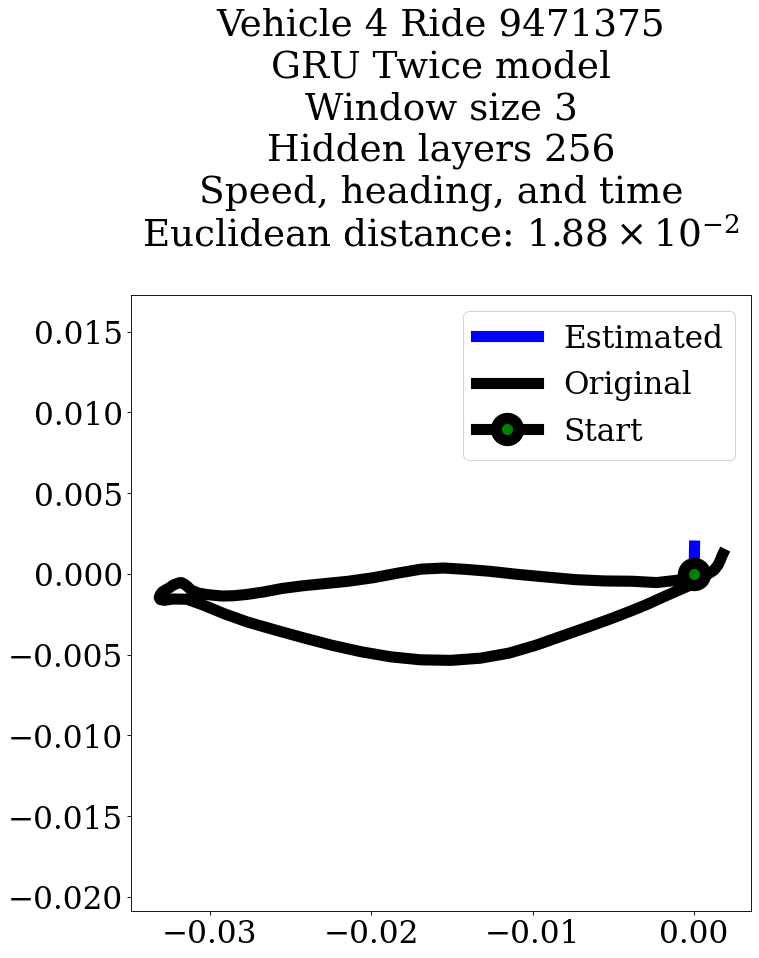 Vehicle 4 Ride 9471375
GRU Twice model
Window size 3
Hidden layers 256
Speed, heading, and time
Euclidean distance: 1.88 × 10⁻²
Estimated
Original
Start
0.015
0.010
0.005
0.000
−0.005
−0.010
−0.015
−0.020
−0.03
−0.02
−0.01
0.00